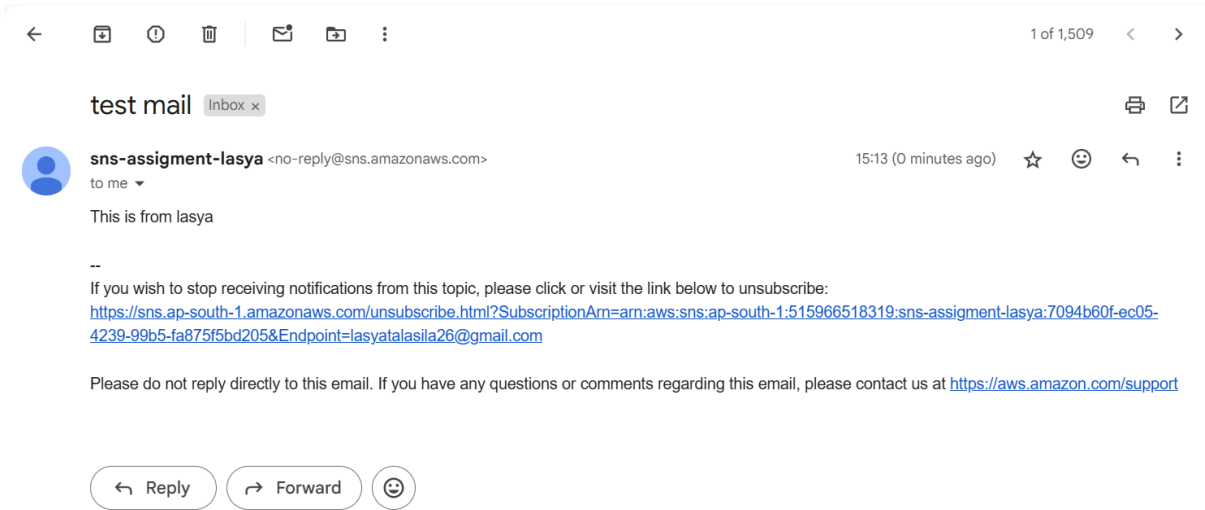 1 of 1,509
test mail Inbox x
sns-assigment-lasya <no-reply@sns.amazonaws.com> 15:13 (0 minutes ago)
to me
This is from lasya
--
If you wish to stop receiving notifications from this topic, please click or visit the link below to unsubscribe:
https://sns.ap-south-1.amazonaws.com/unsubscribe.html?SubscriptionArn=arn:aws:sns:ap-south-1:515966518319:sns-assigment-lasya:7094b60f-ec05-
4239-99b5-fa875f5bd205&Endpoint=lasyatalasila26@gmail.com
Please do not reply directly to this email. If you have any questions or comments regarding this email, please contact us at https://aws.amazon.com/support
Reply Forward